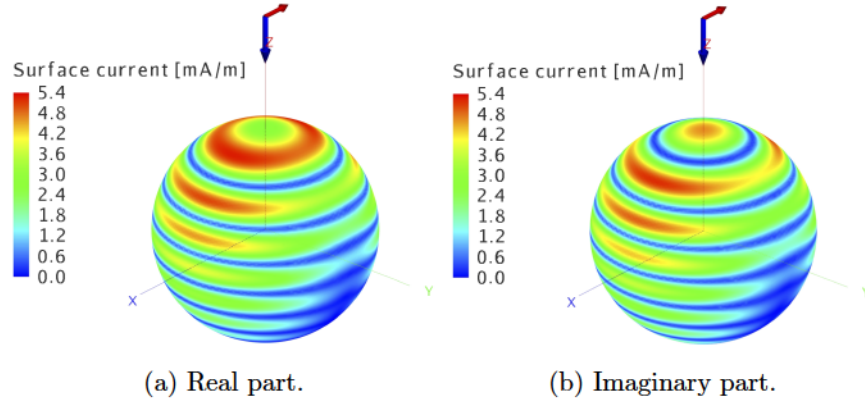 Z
Surface current [mA/m]
5.4
4.8
4.2
3.6
3.0
2.4
1.8
1.2
0.6
0.0
X
Y
(a) Real part.
Z
Surface current [mA/m]
5.4
4.8
4.2
3.6
3.0
2.4
1.8
1.2
0.6
0.0
X
Y
(b) Imaginary part.